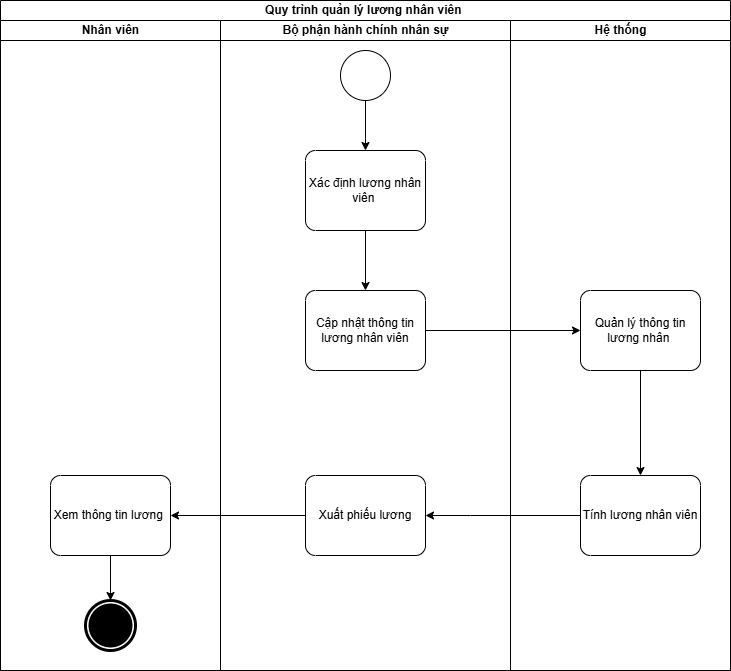 Quy trình quản lý lương nhân viên
Nhân viên
Bộ phận hành chính nhân sự
Hệ thống
Xác định lương nhân
viên
Cập nhật thông tin
lương nhân viên
Quản lý thông tin
lương nhân
Xem thông tin lương
Xuất phiếu lương
Tính lương nhân viên